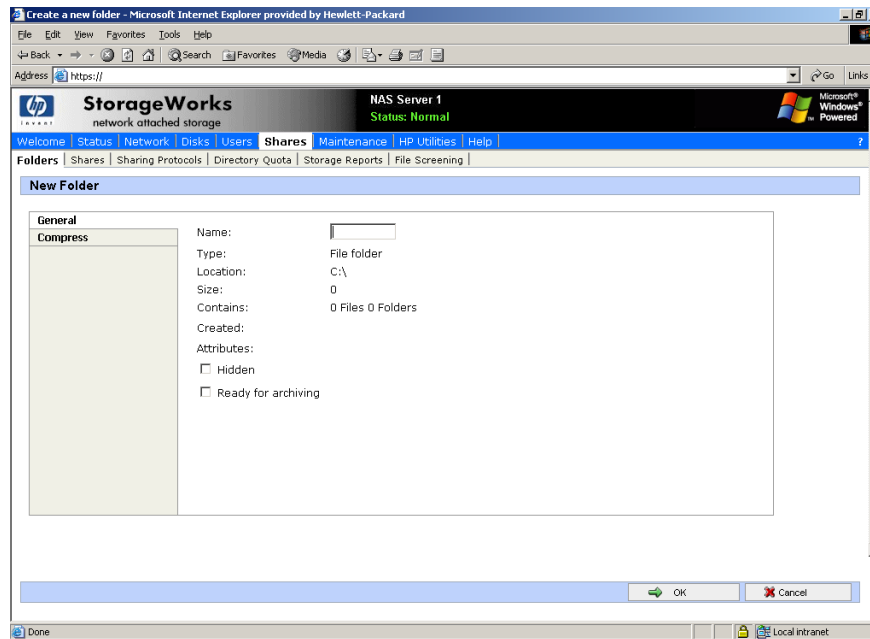 Create a new folder - Microsoft Internet Explorer provided by Hewlett-Packard
File Edit View Favorites Tools Help
Back Search Favorites Media
Address https:// Go Links
hp invent
StorageWorks
network attached storage
NAS Server 1
Status: Normal
Microsoft®
Windows®
Powered
Welcome | Status | Network | Disks | Users | Shares | Maintenance | HP Utilities | Help | ?
Folders | Shares | Sharing Protocols | Directory Quota | Storage Reports | File Screening |
New Folder
General
Compress
Name:
Type: File folder
Location: C:\
Size: 0
Contains: 0 Files 0 Folders
Created:
Attributes:
Hidden
Ready for archiving
OK
Cancel
Done
Local intranet